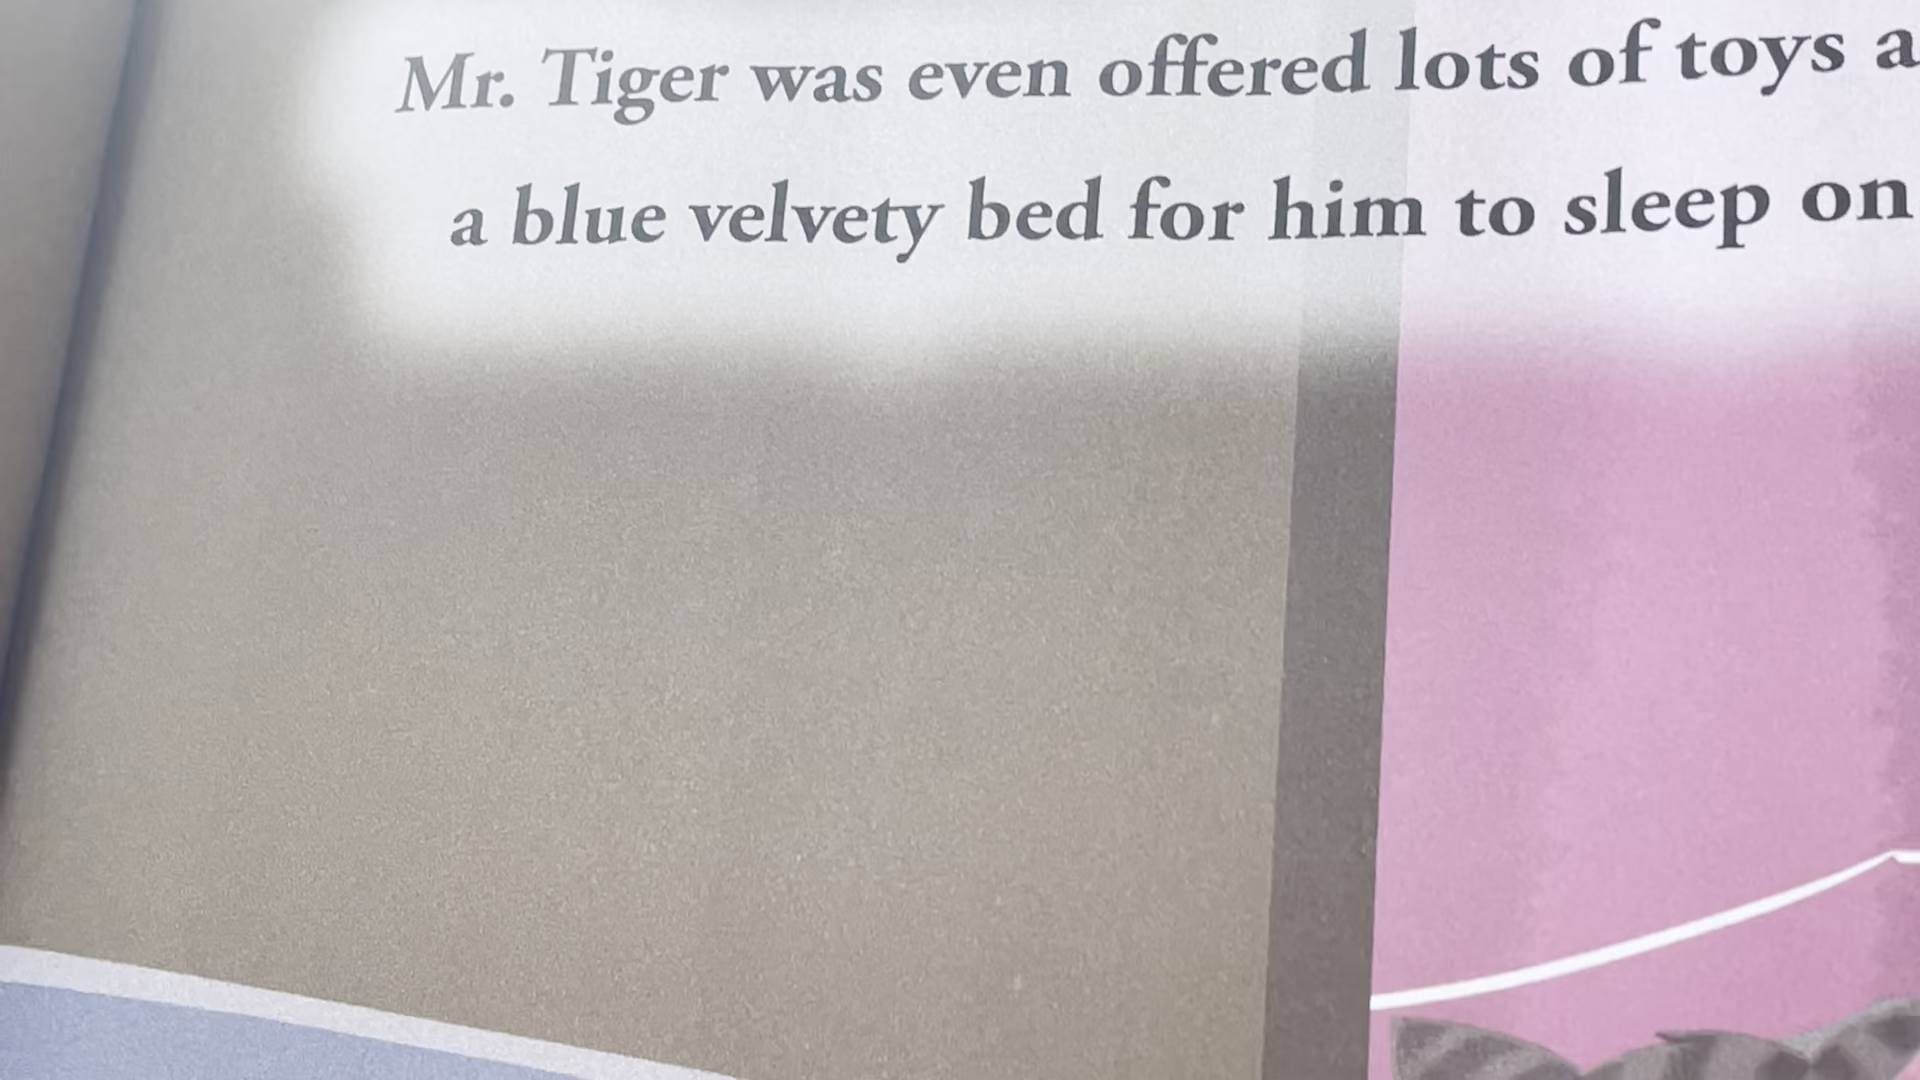 Mr. Tiger was even offered lots of toys a
a blue velvety bed for him to sleep on